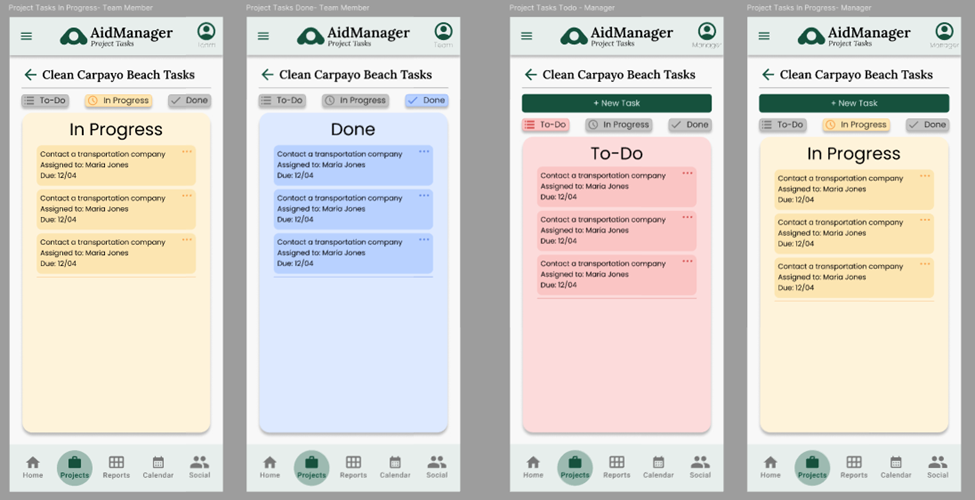 Project Tasks In Progress- Team Member
AidManager
Project Tasks
Team
Clean Carpayo Beach Tasks
To-Do
In Progress
Done
In Progress
Contact a transportation company
Assigned to: Maria Jones
Due: 12/04
Contact a transportation company
Assigned to: Maria Jones
Due: 12/04
Contact a transportation company
Assigned to: Maria Jones
Due: 12/04
Home
Projects
Reports
Calendar
Social
Project Tasks Done- Team Member
AidManager
Project Tasks
Team
Clean Carpayo Beach Tasks
To-Do
In Progress
Done
Done
Contact a transportation company
Assigned to: Maria Jones
Due: 12/04
Contact a transportation company
Assigned to: Maria Jones
Due: 12/04
Contact a transportation company
Assigned to: Maria Jones
Due: 12/04
Home
Projects
Reports
Calendar
Social
Project Tasks Todo - Manager
AidManager
Project Tasks
Manager
Clean Carpayo Beach Tasks
+ New Task
To-Do
In Progress
Done
To-Do
Contact a transportation company
Assigned to: Maria Jones
Due: 12/04
Contact a transportation company
Assigned to: Maria Jones
Due: 12/04
Contact a transportation company
Assigned to: Maria Jones
Due: 12/04
Home
Projects
Reports
Calendar
Social
Project Tasks In Progress- Manager
AidManager
Project Tasks
Manager
Clean Carpayo Beach Tasks
+ New Task
To-Do
In Progress
Done
In Progress
Contact a transportation company
Assigned to: Maria Jones
Due: 12/04
Contact a transportation company
Assigned to: Maria Jones
Due: 12/04
Contact a transportation company
Assigned to: Maria Jones
Due: 12/04
Home
Projects
Reports
Calendar
Social